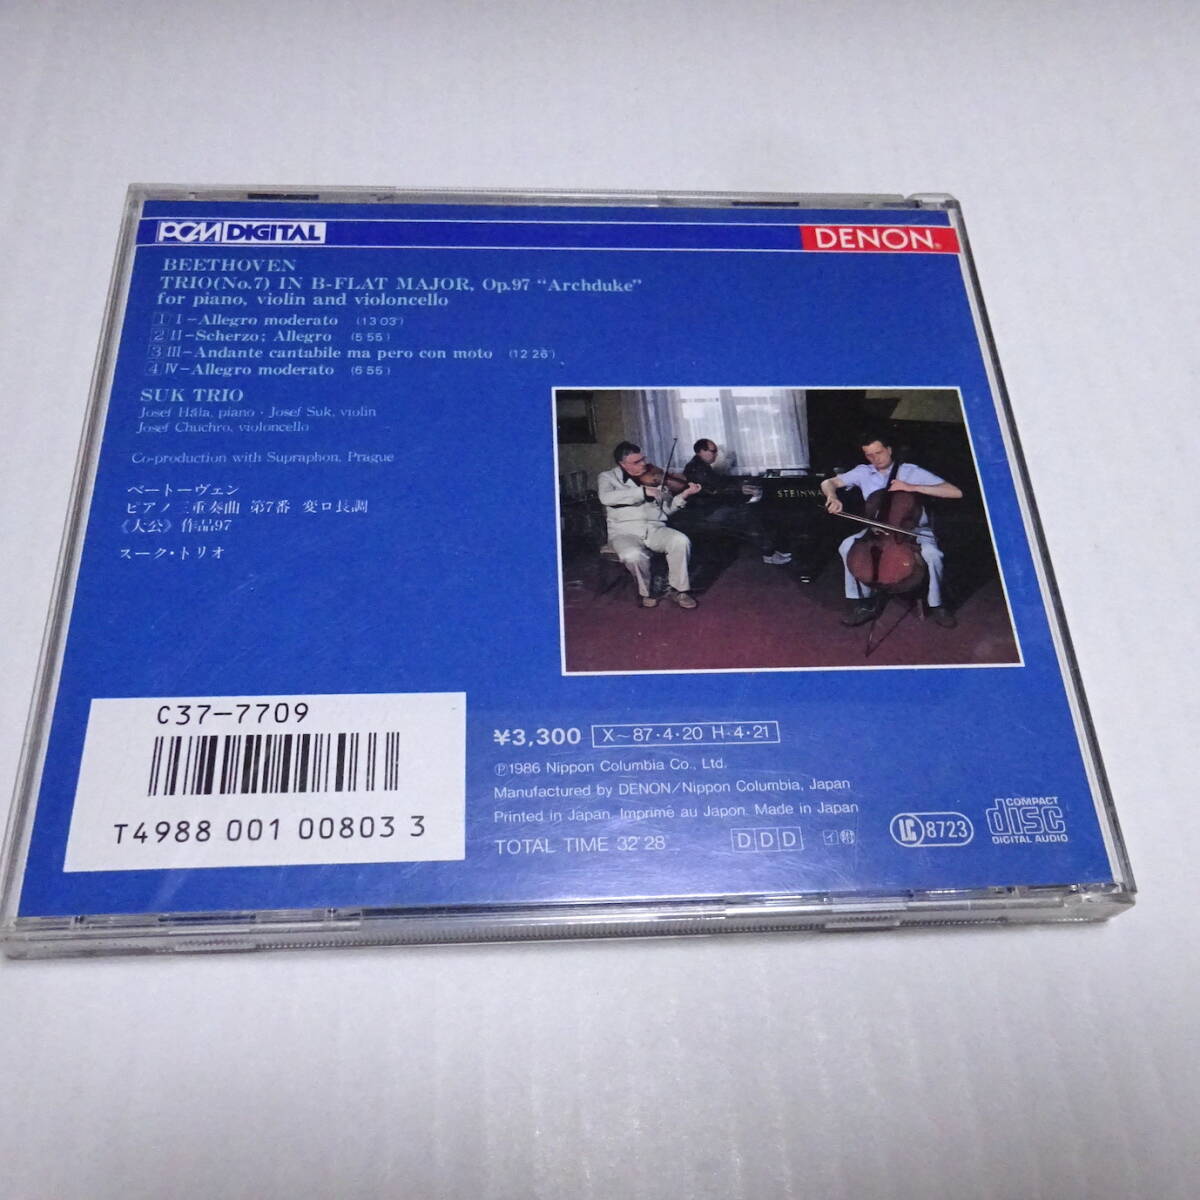 PCM DIGITAL
DENON®
BEETHOVEN
TRIO(No.7) IN B-FLAT MAJOR, Op.97 “Archduke”
for piano, violin and violoncello
1 I–Allegro moderato (13'03")
2 II–Scherzo; Allegro (5'55")
3 III–Andante cantabile ma pero con moto (12'26")
4 IV–Allegro moderato (6'55")
SUK TRIO
Josef Hála, piano · Josef Suk, violin
Josef Chuchro, violoncello
Co-production with Supraphon, Prague
ベートーヴェン
ピアノ三重奏曲 第7番 変ロ長調
《大公》作品97
スーク・トリオ
STEINWA
C37-7709
T4988 001 00803 3
¥3,300 X～87·4·20 H·4·21
Ⓟ1986 Nippon Columbia Co., Ltd.
Manufactured by DENON/Nippon Columbia, Japan
Printed in Japan. Imprimé au Japon. Made in Japan
TOTAL TIME 32'28"
DDD
イ
LC 8723
COMPACT
disc
DIGITAL AUDIO